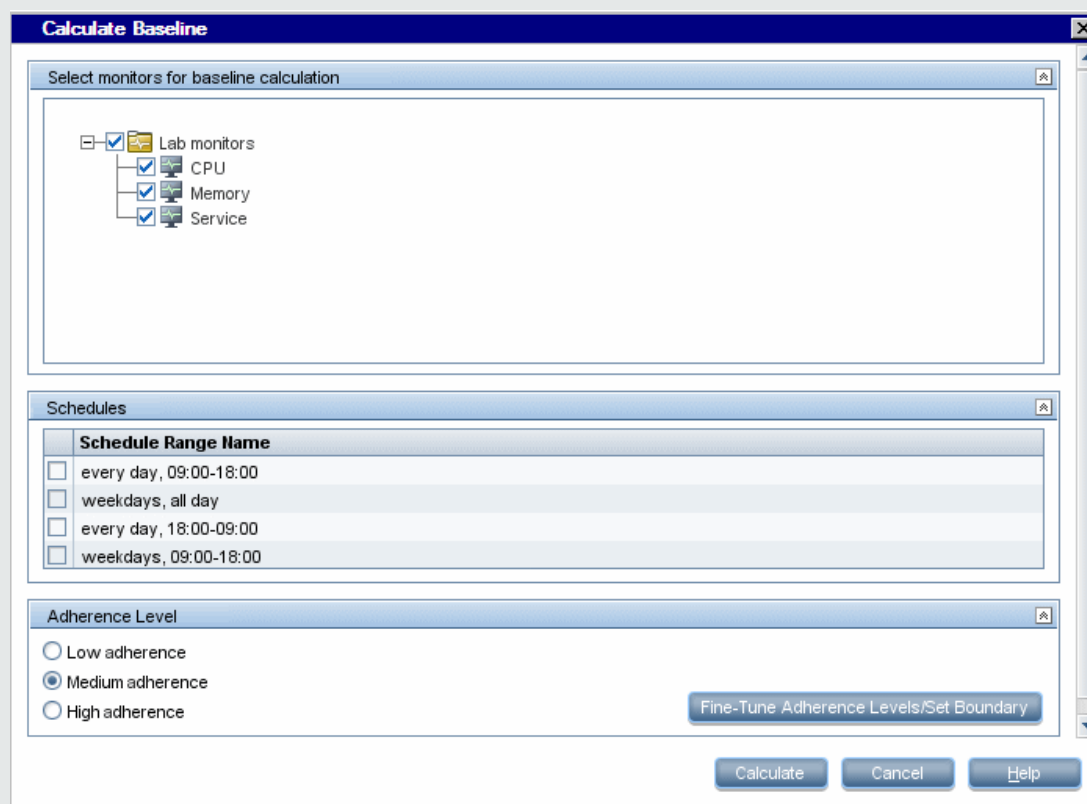 Calculate Baseline
Select monitors for baseline calculation
Lab monitors
CPU
Memory
Service
Schedules
Schedule Range Name
every day, 09:00-18:00
weekdays, all day
every day, 18:00-09:00
weekdays, 09:00-18:00
Adherence Level
Low adherence
Medium adherence
High adherence
Fine-Tune Adherence Levels/Set Boundary
Calculate Cancel Help